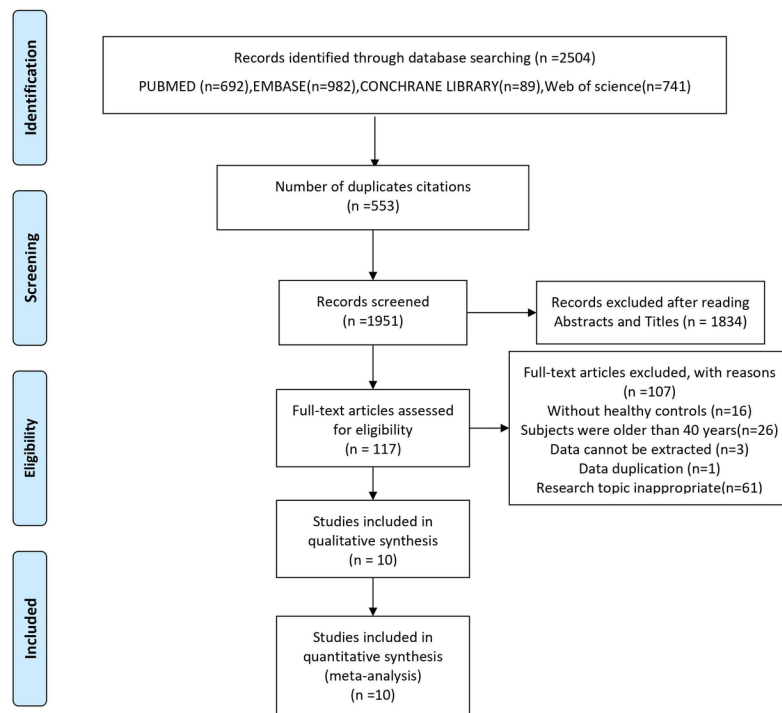 Identification
Records identified through database searching (n =2504)
PUBMED (n=692),EMBASE(n=982),CONCHRANE LIBRARY(n=89),Web of science(n=741)
Number of duplicates citations
(n =553)
Screening
Records screened
(n =1951)
Records excluded after reading
Abstracts and Titles (n = 1834)
Eligibility
Full-text articles assessed
for eligibility
(n = 117)
Full-text articles excluded, with reasons
(n =107)
Without healthy controls (n=16)
Subjects were older than 40 years(n=26)
Data cannot be extracted (n=3)
Data duplication (n=1)
Research topic inappropriate(n=61)
Studies included in
qualitative synthesis
(n = 10)
Included
Studies included in
quantitative synthesis
(meta-analysis)
(n =10)